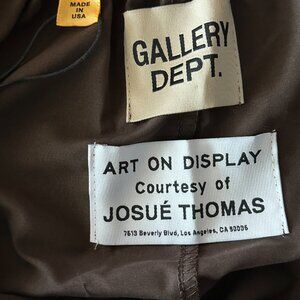 MADE
IN
USA
GALLERY
DEPT.
ART ON DISPLAY
Courtesy of
JOSUÉ THOMAS
7613 Beverly Blvd, Los Angeles, CA 90036